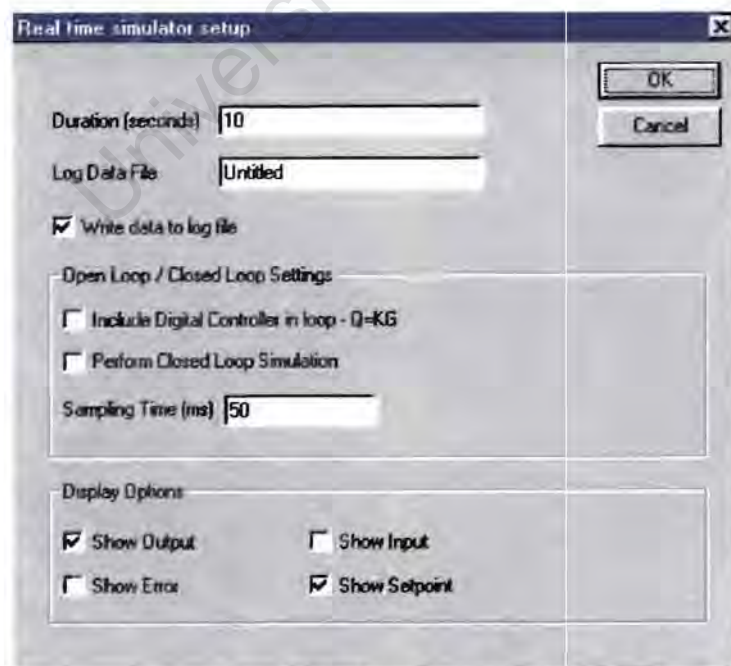 Real time simulator setup
OK
Duration (seconds) 10
Cancel
Log Data File Untitled
Write data to log file
Open Loop / Closed Loop Settings
Include Digital Controller in loop - Q=KG
Perform Closed Loop Simulation
Sampling Time (ms) 50
Display Options
Show Output Show Input
Show Error Show Setpoint